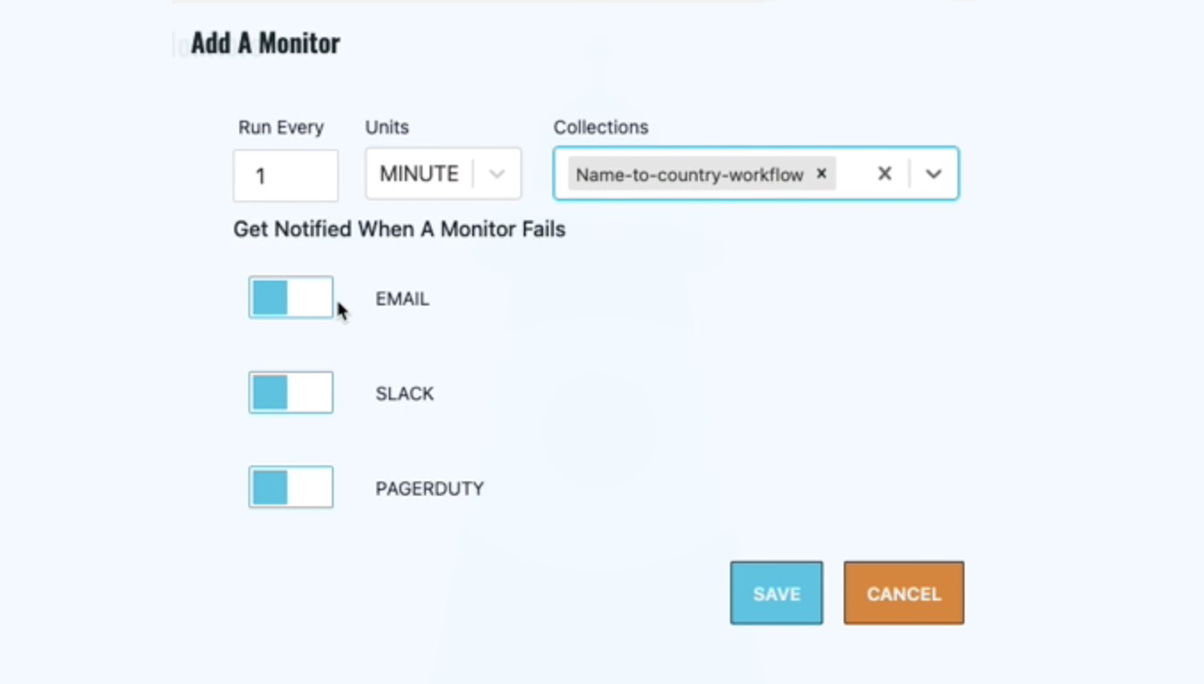 Add A Monitor
Run Every Units Collections
1 MINUTE Name-to-country-workflow
Get Notified When A Monitor Fails
EMAIL
SLACK
PAGERDUTY
SAVE CANCEL